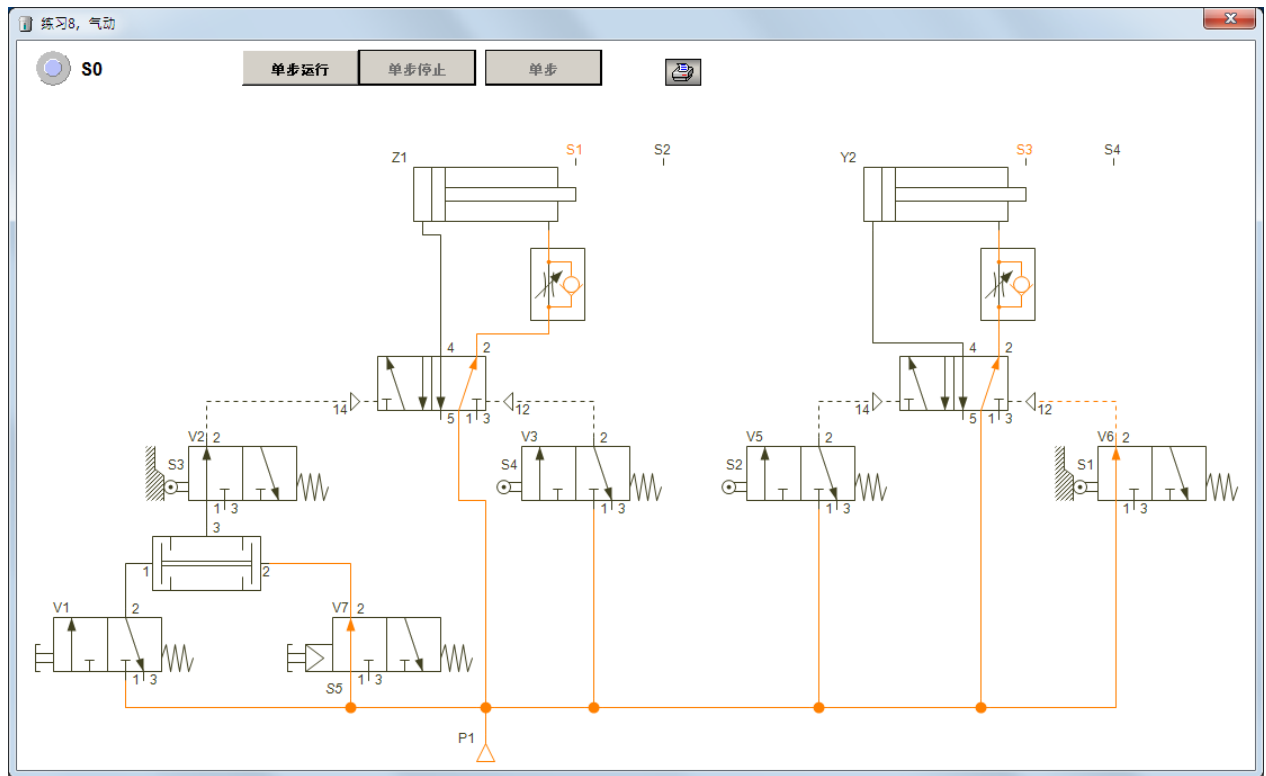 练习8，气动
S0 单步运行 单步停止 单步
Z1 S1 S2 Y2 S3 S4
4 2 4 2
14 12 14 12
5 1 3 5 1 3
V2 2 V3 2 V5 2 V6 2
S3 S4 S2 S1
1 3 1 3 1 3 1 3
3
1 2
V1 2 V7 2
1 3 1 3
S5
P1